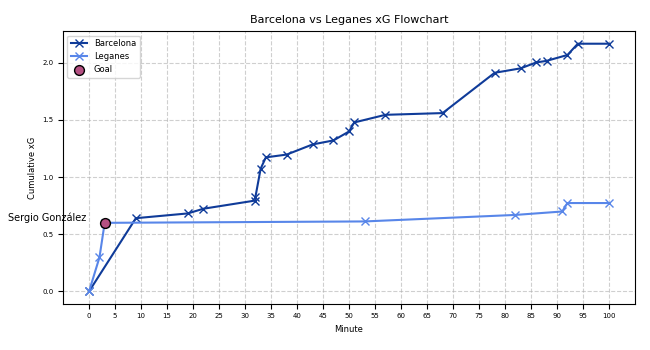 Barcelona vs Leganes xG Flowchart
Barcelona
Leganes
Goal
Cumulative xG
2.0
1.5
1.0
0.5
0.0
Sergio González
0 5 10 15 20 25 30 35 40 45 50 55 60 65 70 75 80 85 90 95 100
Minute